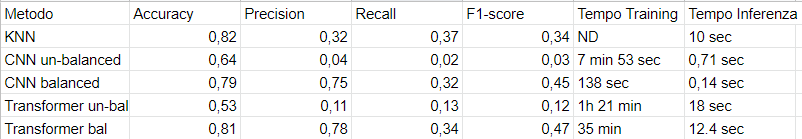 Metodo Accuracy Precision Recall F1-score Tempo Training Tempo Inferenza
KNN 0,82 0,32 0,37 0,34 ND 10 sec
CNN un-balanced 0,64 0,04 0,02 0,03 7 min 53 sec 0,71 sec
CNN balanced 0,79 0,75 0,32 0,45 138 sec 0,14 sec
Transformer un-bal 0,53 0,11 0,13 0,12 1h 21 min 18 sec
Transformer bal 0,81 0,78 0,34 0,47 35 min 12.4 sec